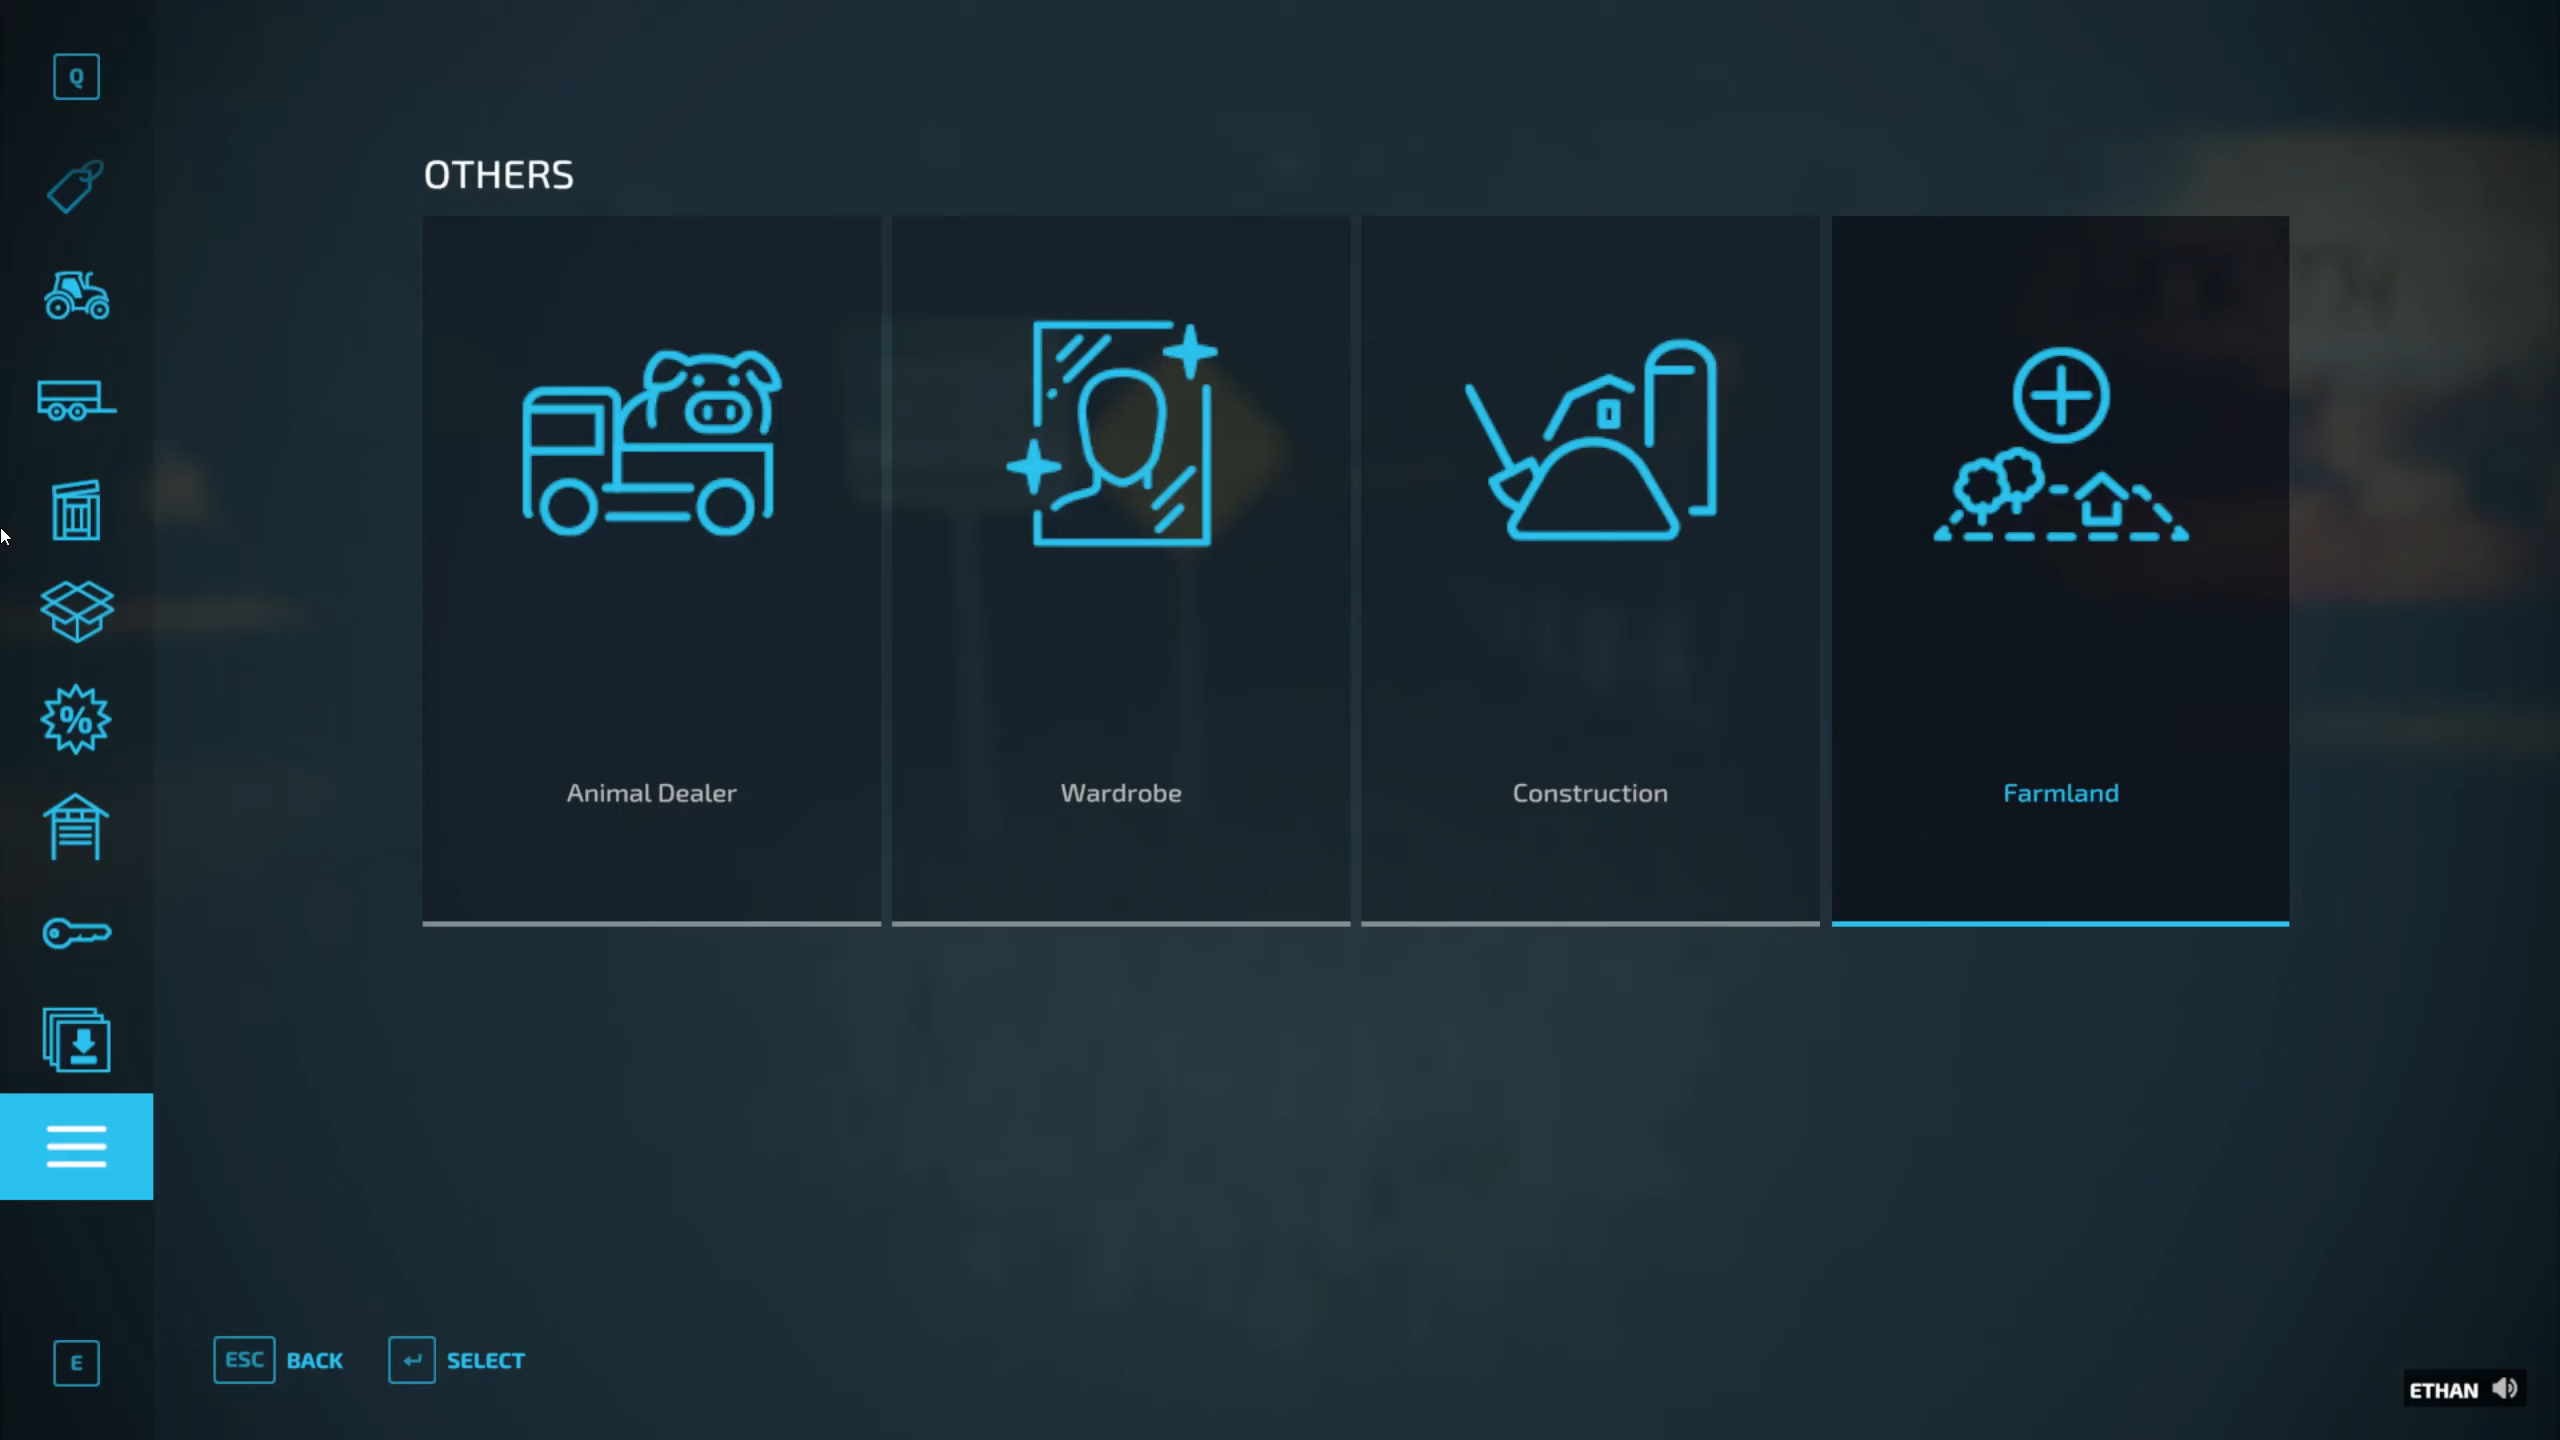 Q
OTHERS
Animal Dealer
Wardrobe
Construction
Farmland
%
E
ESC BACK
SELECT
ETHAN